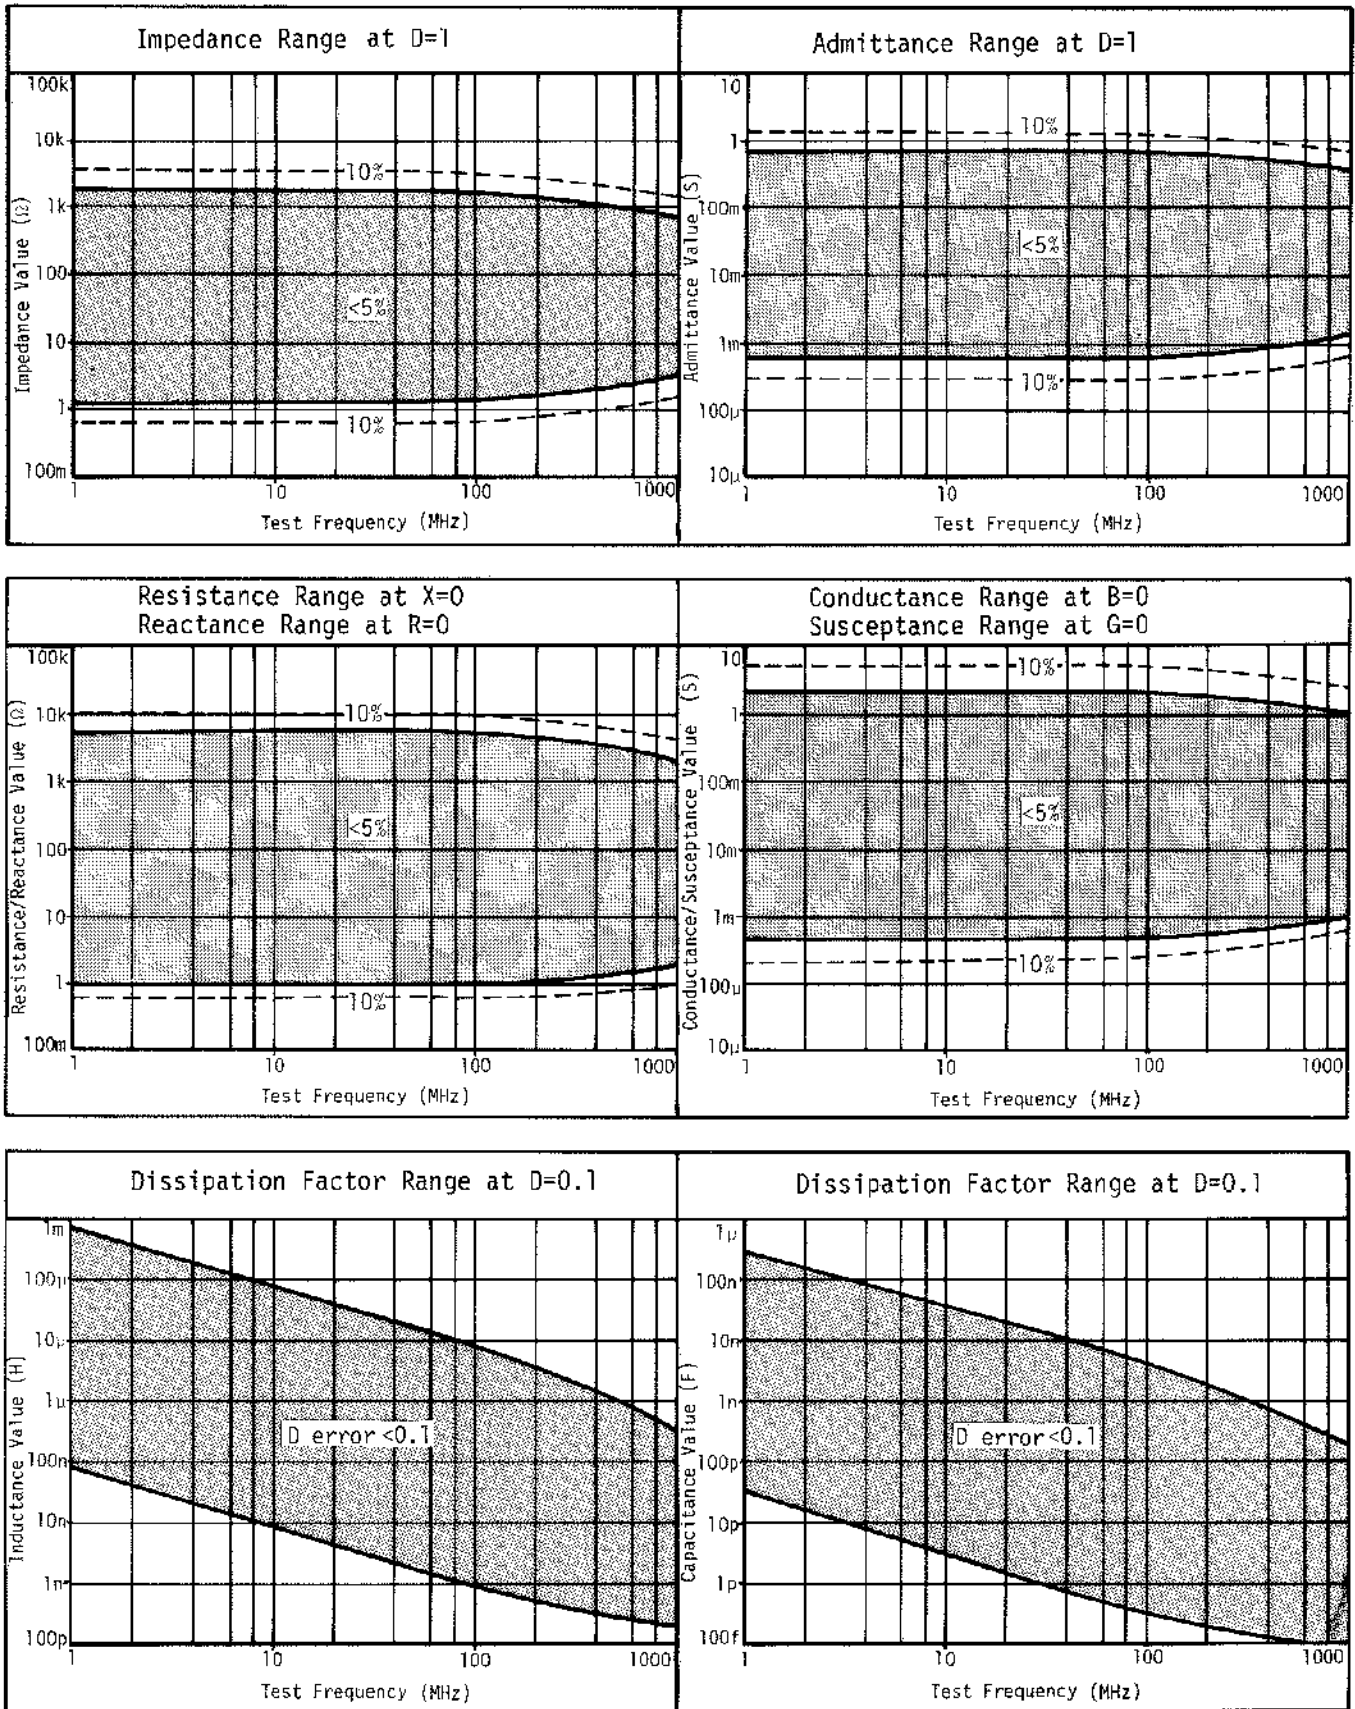 Impedance Range at D=1
100k
10k
1k
100
10
1
100m
Impedance Value (Ω)
10%
<5%
10%
1
10
100
1000
Test Frequency (MHz)
Admittance Range at D=1
10
1
100m
10m
1m
100μ
10μ
Admittance Value (S)
10%
<5%
10%
1
10
100
1000
Test Frequency (MHz)
Resistance Range at X=0
Reactance Range at R=0
100k
10k
1k
100
10
1
100m
Resistance/Reactance Value (Ω)
10%
<5%
10%
1
10
100
1000
Test Frequency (MHz)
Conductance Range at B=0
Susceptance Range at G=0
10
1
100m
10m
1m
100μ
10μ
Conductance/Susceptance Value (S)
10%
<5%
10%
1
10
100
1000
Test Frequency (MHz)
Dissipation Factor Range at D=0.1
1m
100μ
10μ
1μ
100n
10n
1n
100p
Inductance Value (H)
D error<0.1
1
10
100
1000
Test Frequency (MHz)
Dissipation Factor Range at D=0.1
1μ
100n
10n
1n
100p
10p
1p
100f
Capacitance Value (F)
D error<0.1
1
10
100
1000
Test Frequency (MHz)